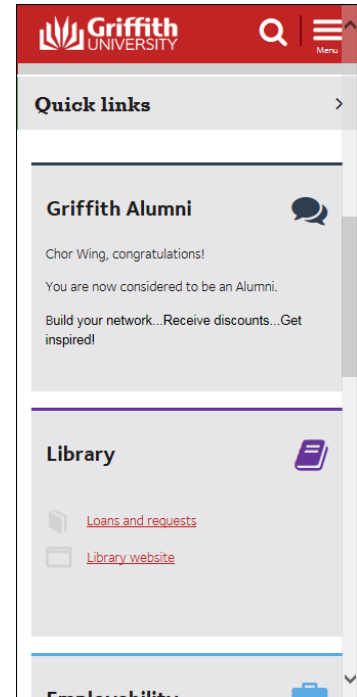 Griffith
UNIVERSITY
Menu
Quick links
Griffith Alumni
Chor Wing, congratulations!
You are now considered to be an Alumni.
Build your network...Receive discounts...Get
inspired!
Library
Loans and requests
Library website
Employability